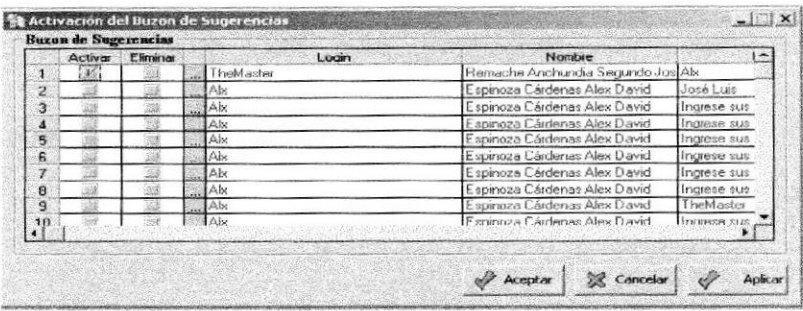 Activación del Buzon de Sugerencias
Buzon de Sugerencias
Activar Eliminar Login Nombre
1 ... TheMaster Remache Anchundia Segundo Jos Alx
2 ... Alx Espinoza Cárdenas Alex David José Luis
3 ... Alx Espinoza Cárdenas Alex David Ingrese sus
4 ... Alx Espinoza Cárdenas Alex David Ingrese sus
5 ... Alx Espinoza Cárdenas Alex David Ingrese sus
6 ... Alx Espinoza Cárdenas Alex David Ingrese sus
7 ... Alx Espinoza Cárdenas Alex David Ingrese sus
8 ... Alx Espinoza Cárdenas Alex David Ingrese sus
9 ... Alx Espinoza Cárdenas Alex David TheMaster
10 ... Alx Espinoza Cárdenas Alex David Ingrese sus
Aceptar Cancelar Aplicar